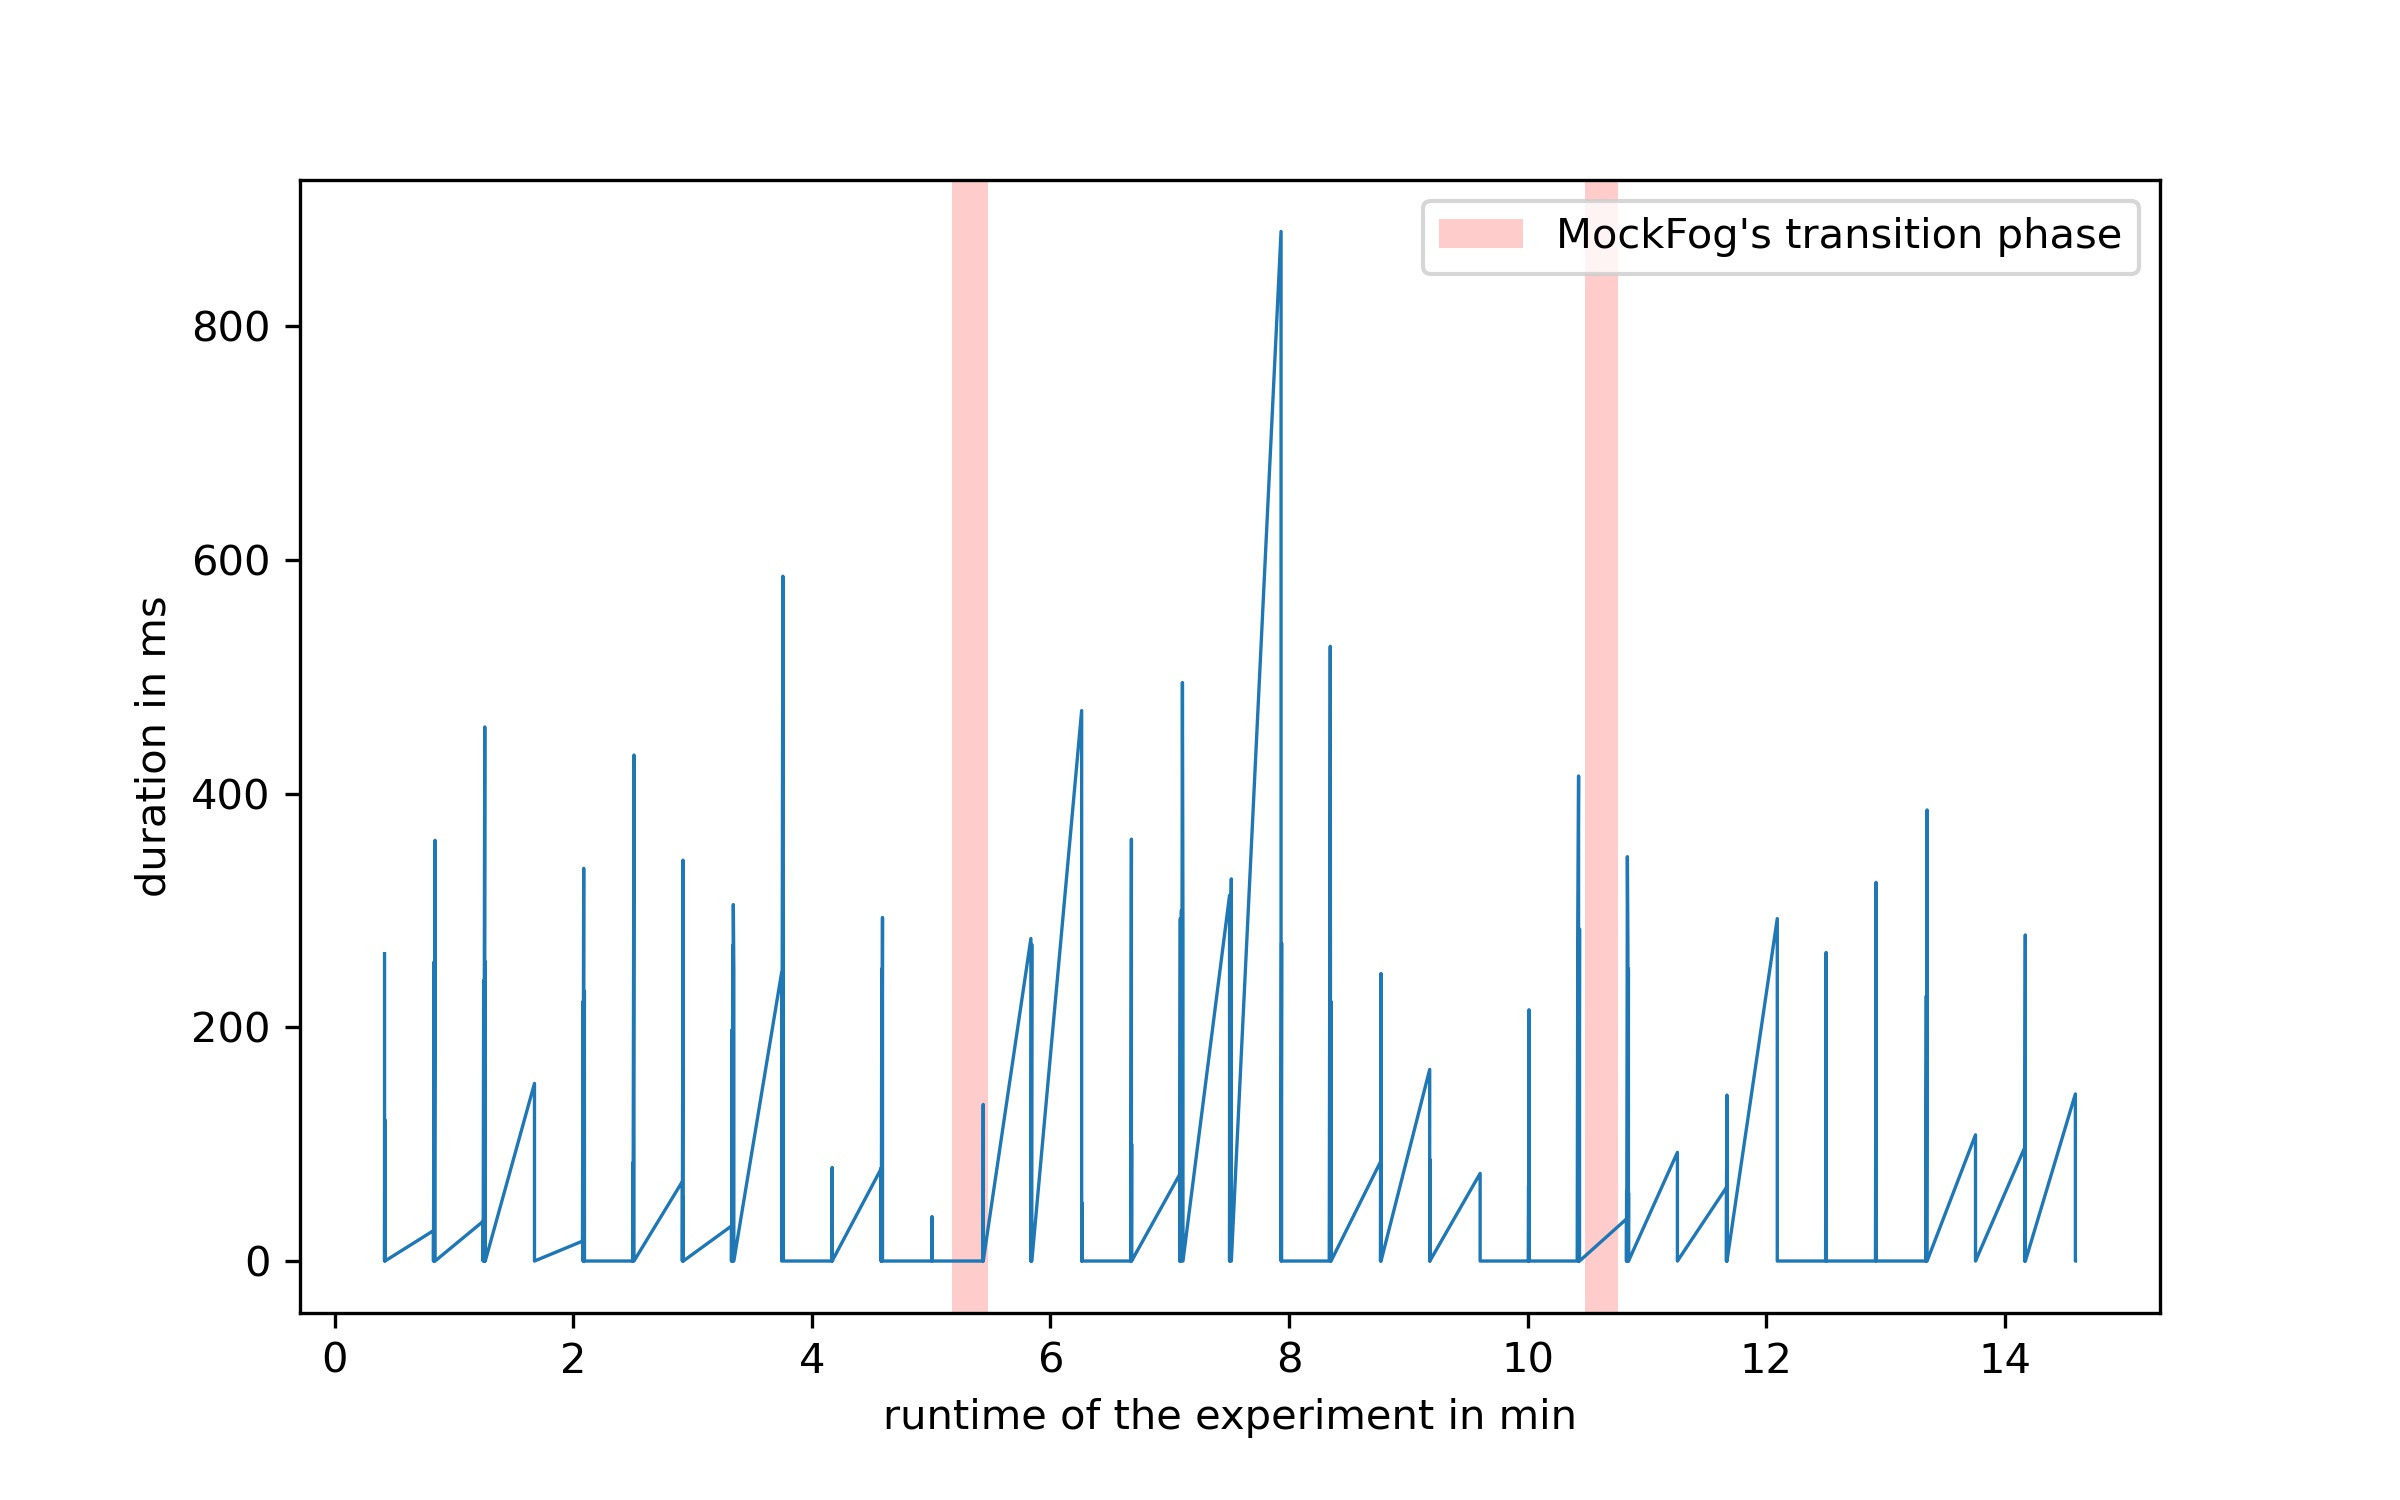 MockFog's transition phase
800
600
400
200
0
duration in ms
0 2 4 6 8 10 12 14
runtime of the experiment in min